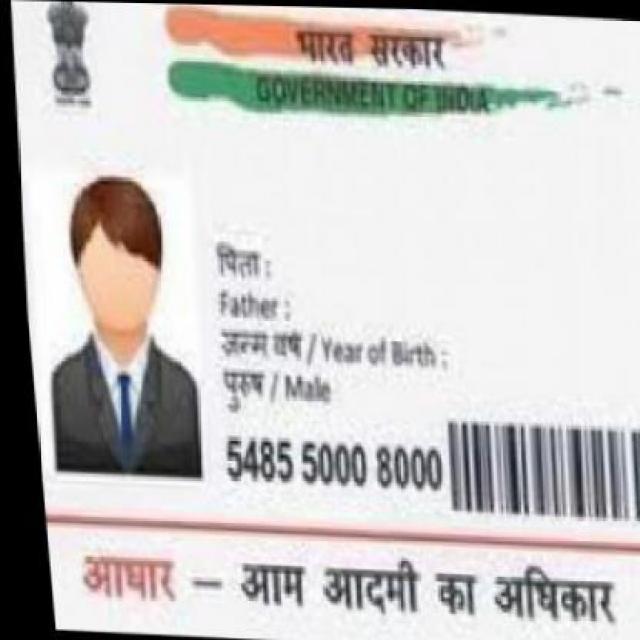 भारत सरकार
GOVERNMENT OF INDIA
पिता :
Father :
जन्म वर्ष / Year of Birth :
पुरुष / Male
5485 5000 8000
आधार – आम आदमी का अधिकार